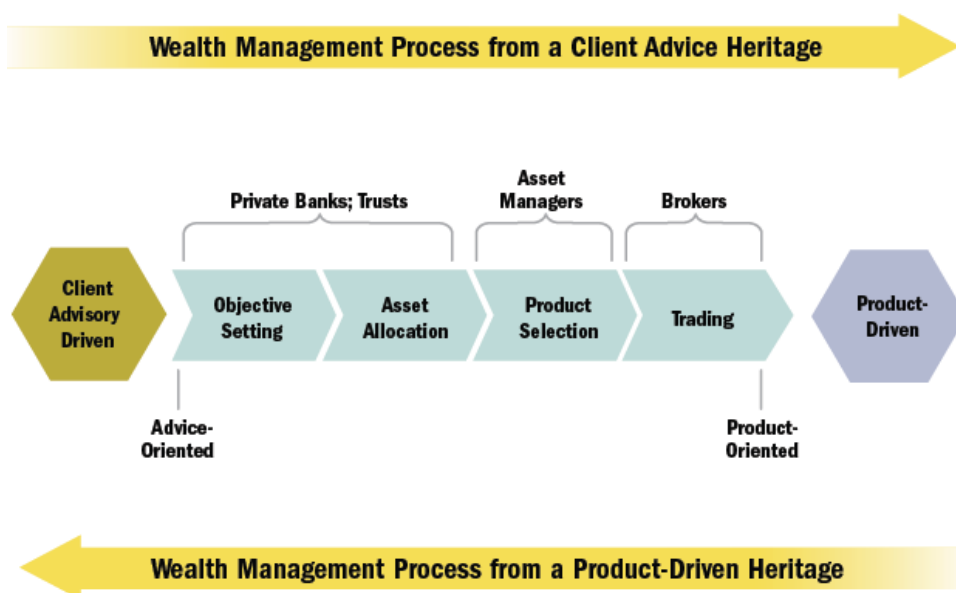 Wealth Management Process from a Client Advice Heritage
Private Banks; Trusts
Asset
Managers
Brokers
Client
Advisory
Driven
Objective
Setting
Asset
Allocation
Product
Selection
Trading
Product-
Driven
Advice-
Oriented
Product-
Oriented
Wealth Management Process from a Product-Driven Heritage